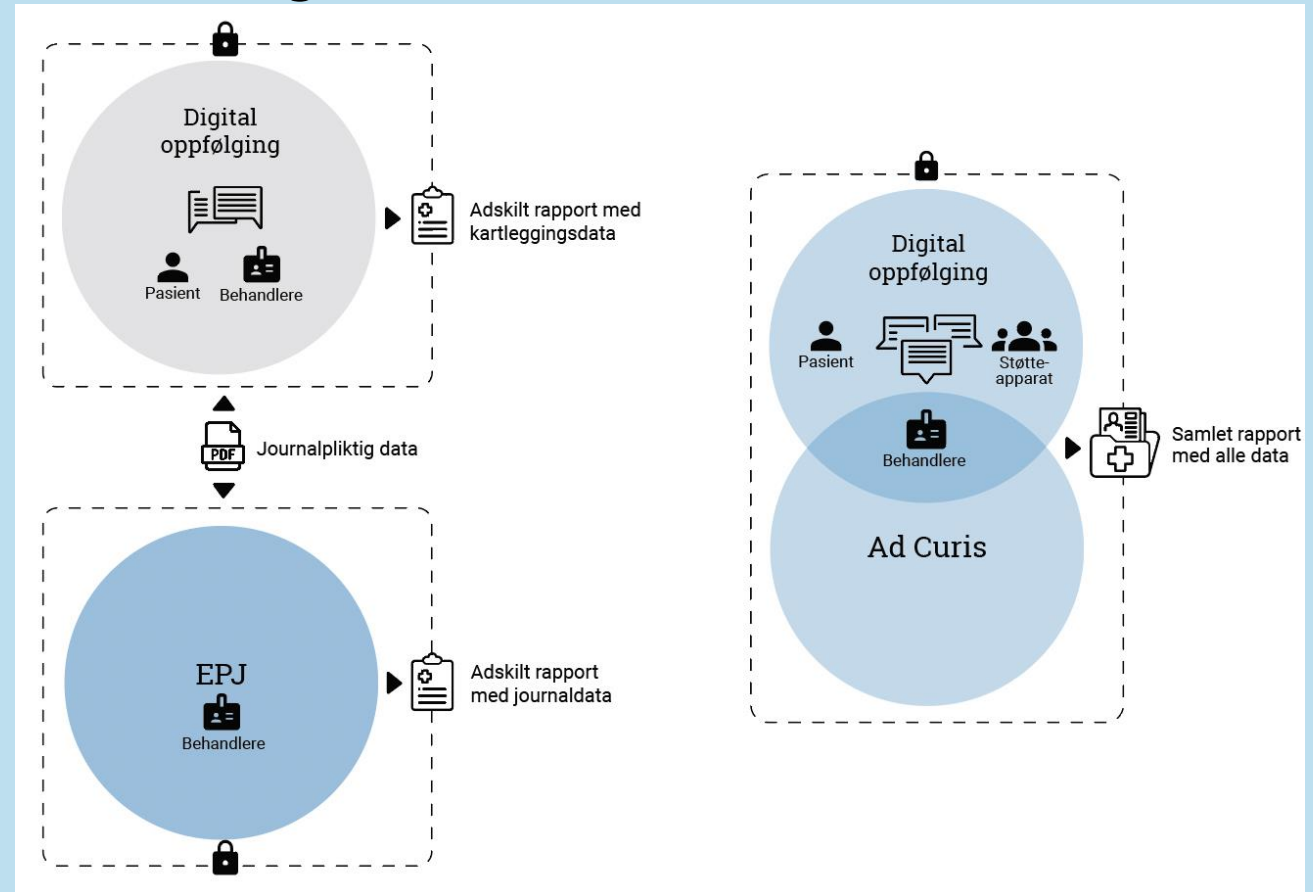 Digital
oppfølging
Pasient
Behandlere
Adskilt rapport med
kartleggingsdata
PDF
Journalpliktig data
EPJ
Behandlere
Adskilt rapport
med journaldata
Digital
oppfølging
Pasient
Støtte-
apparat
Behandlere
Samlet rapport
med alle data
Ad Curis